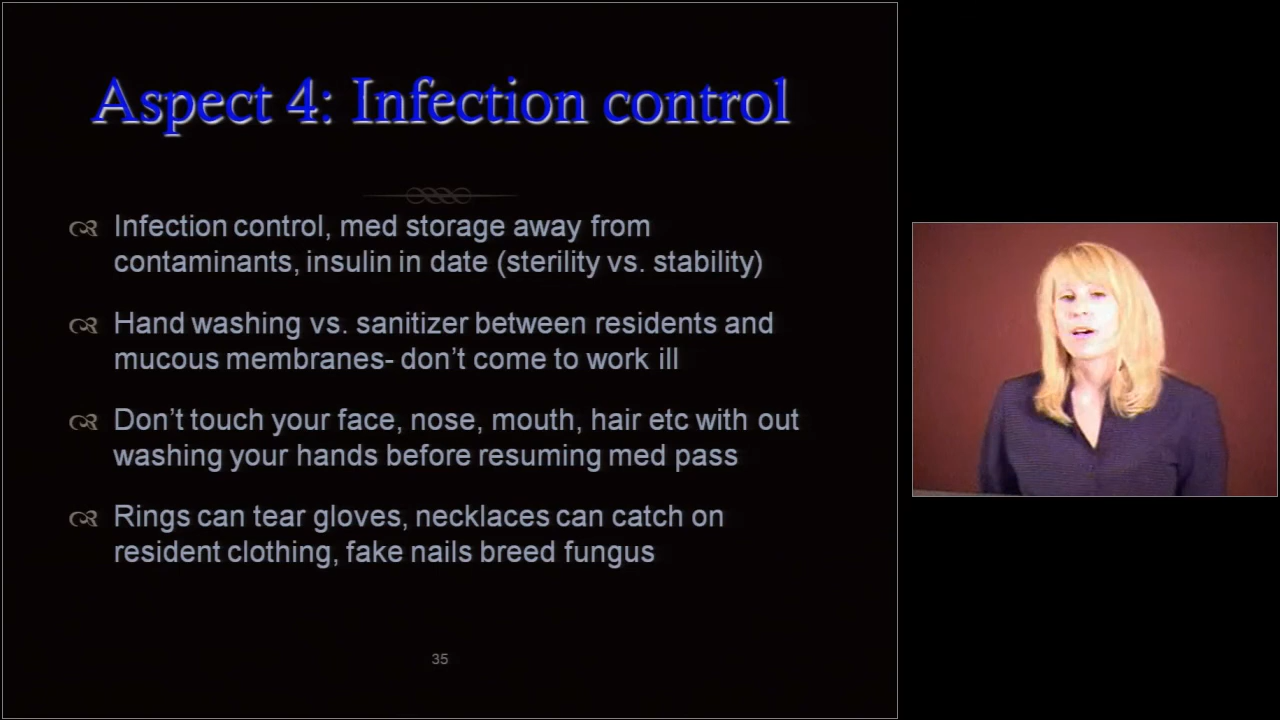 Aspect 4: Infection control
Infection control, med storage away from
contaminants, insulin in date (sterility vs. stability)
Hand washing vs. sanitizer between residents and
mucous membranes- don’t come to work ill
Don’t touch your face, nose, mouth, hair etc with out
washing your hands before resuming med pass
Rings can tear gloves, necklaces can catch on
resident clothing, fake nails breed fungus
35